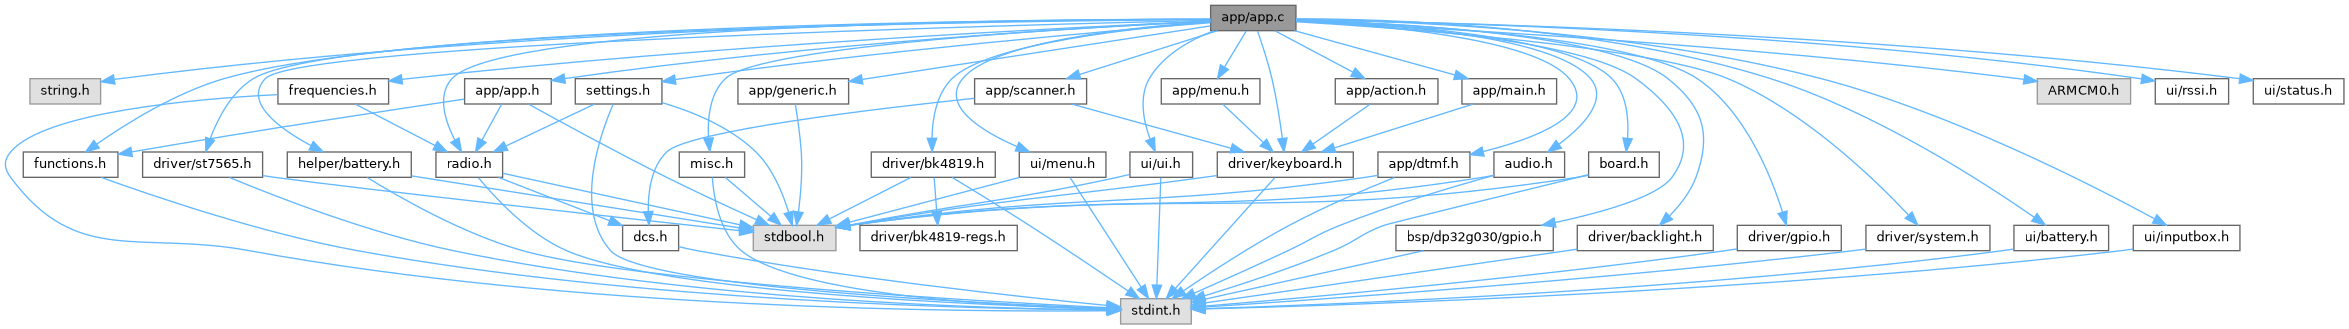 app/app.c
string.h
frequencies.h
app/app.h
settings.h
app/generic.h
app/scanner.h
app/menu.h
app/action.h
app/main.h
ARMCM0.h
ui/rssi.h
ui/status.h
functions.h
driver/st7565.h
helper/battery.h
radio.h
misc.h
driver/bk4819.h
ui/menu.h
ui/ui.h
driver/keyboard.h
app/dtmf.h
audio.h
board.h
dcs.h
stdbool.h
driver/bk4819-regs.h
bsp/dp32g030/gpio.h
driver/backlight.h
driver/gpio.h
driver/system.h
ui/battery.h
ui/inputbox.h
stdint.h